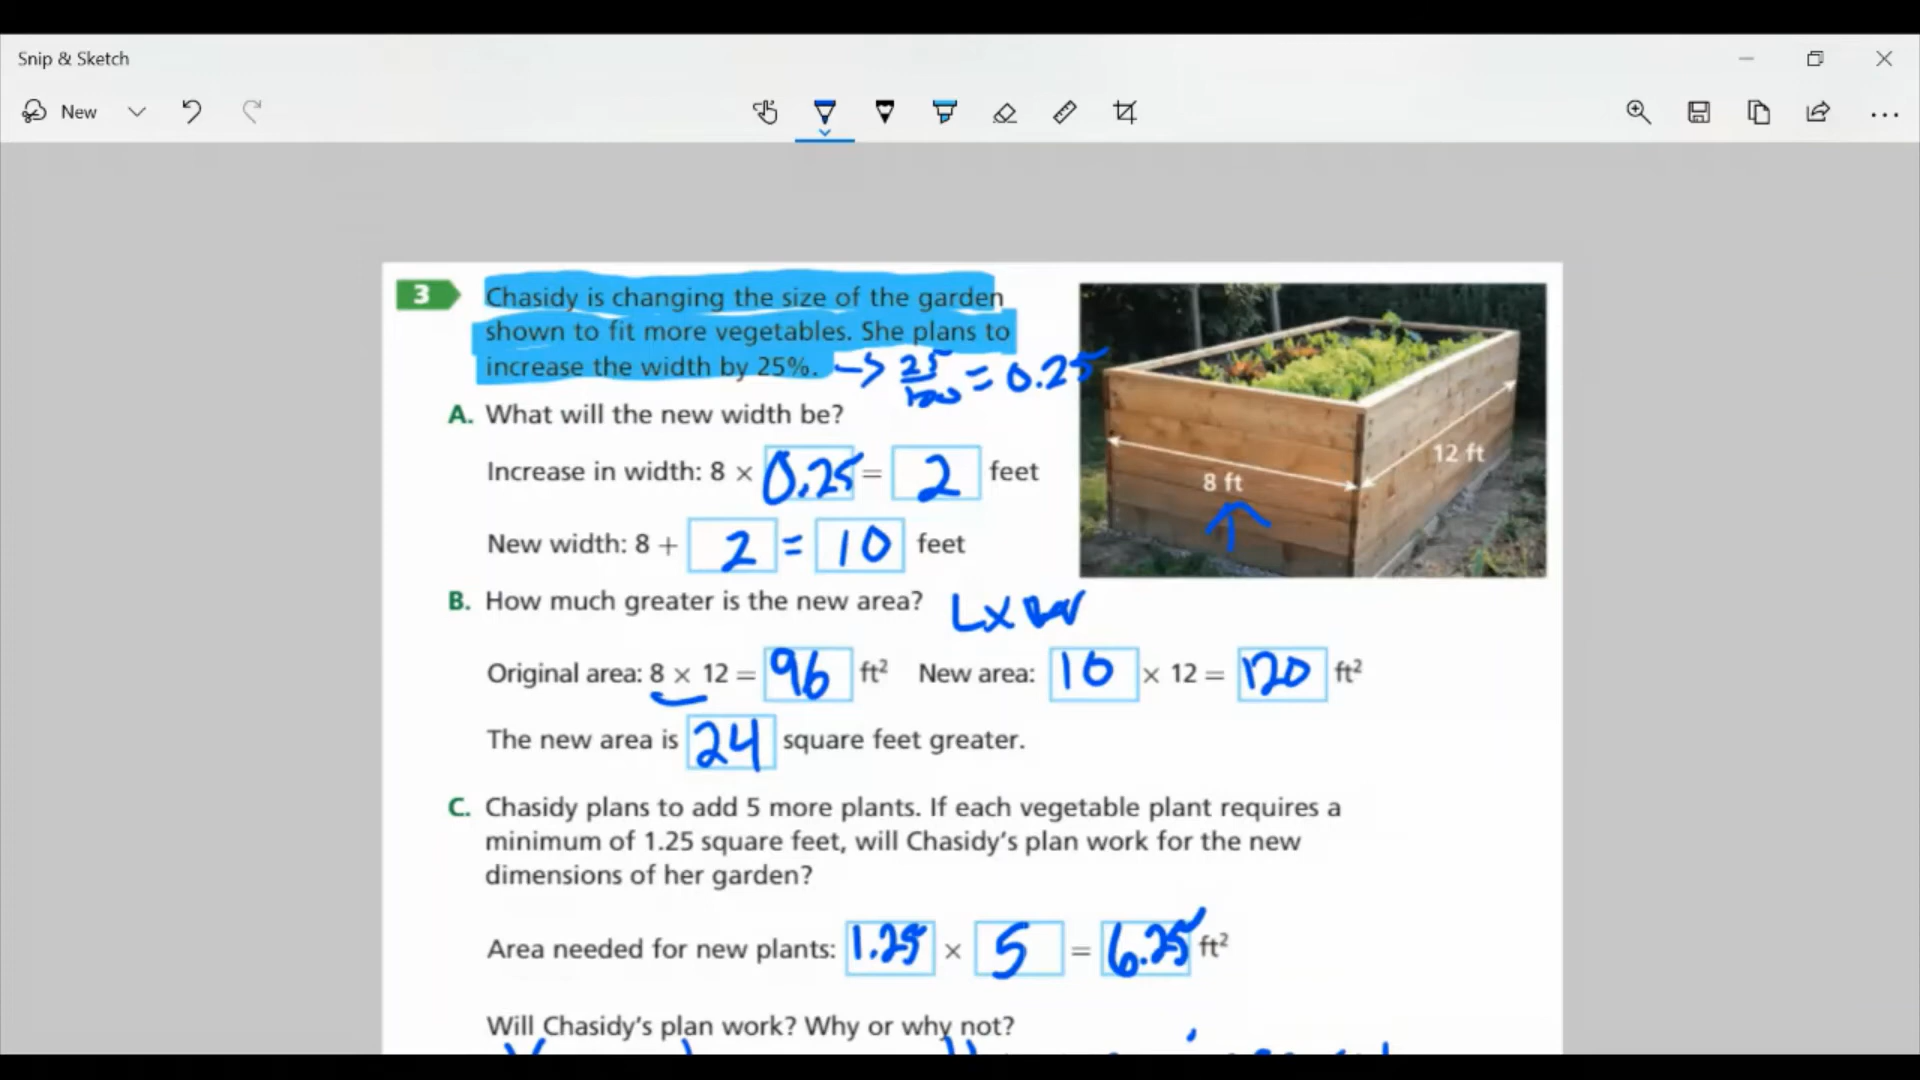 Snip & Sketch
New
3 Chasidy is changing the size of the garden
shown to fit more vegetables. She plans to
increase the width by 25%. → 25/100 = 0.25
A. What will the new width be?
Increase in width: 8 × 0.25 = 2 feet
New width: 8 + 2 = 10 feet
8 ft
12 ft
B. How much greater is the new area? L x W
Original area: 8 × 12 = 96 ft² New area: 10 × 12 = 120 ft²
The new area is 24 square feet greater.
C. Chasidy plans to add 5 more plants. If each vegetable plant requires a
minimum of 1.25 square feet, will Chasidy's plan work for the new
dimensions of her garden?
Area needed for new plants: 1.25 × 5 = 6.25 ft²
Will Chasidy's plan work? Why or why not?